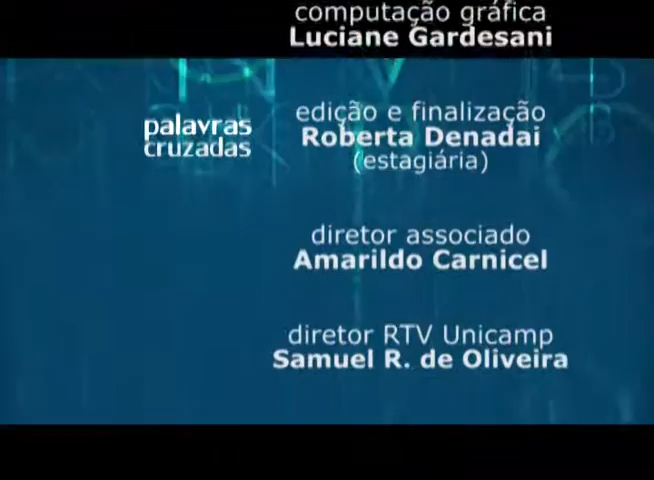 computação gráfica
Luciane Gardesani
palavras
cruzadas
edição e finalização
Roberta Denadai
(estagiária)
diretor associado
Amarildo Carnicel
diretor RTV Unicamp
Samuel R. de Oliveira